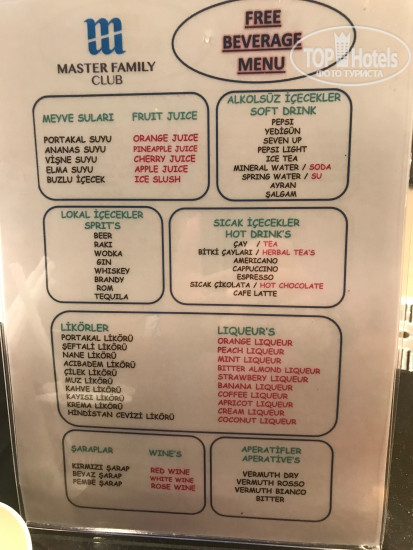 MASTER FAMILY
CLUB
FREE
BEVERAGE
MENU
TOP Hotels
ФОТО ТУРИСТА
MEYVE SULARI FRUIT JUICE
PORTAKAL SUYU ORANGE JUICE
ANANAS SUYU PINEAPPLE JUICE
VİŞNE SUYU CHERRY JUICE
ELMA SUYU APPLE JUICE
BUZLU İÇECEK ICE SLUSH
ALKOLSÜZ İÇECEKLER
SOFT DRINK
PEPSI
YEDİGÜN
SEVEN UP
PEPSI LIGHT
ICE TEA
MINERAL WATER / SODA
SPRING WATER / SU
AYRAN
ŞALGAM
LOKAL İÇECEKLER
SPRIT'S
BEER
RAKI
WODKA
GIN
WHISKEY
BRANDY
ROM
TEQUILA
SICAK İÇECEKLER
HOT DRINK'S
ÇAY / TEA
BİTKİ ÇAYLARI / HERBAL TEA'S
AMERICANO
CAPPUCCINO
ESPRESSO
SICAK ÇİKOLATA / HOT CHOCOLATE
CAFE LATTE
LİKÖRLER LIQUEUR'S
PORTAKAL LİKÖRÜ ORANGE LIQUEUR
ŞEFTALİ LİKÖRÜ PEACH LIQUEUR
NANE LİKÖRÜ MINT LIQUEUR
ACIBADEM LİKÖRÜ BITTER ALMOND LIQUEUR
ÇİLEK LİKÖRÜ STRAWBERY LIQUEUR
MUZ LİKÖRÜ BANANA LIQUEUR
KAHVE LİKÖRÜ COFFEE LIQUEUR
KAYISI LİKÖRÜ APRICOT LIQUEUR
KREMA LİKÖRÜ CREAM LIQUEUR
HİNDİSTAN CEVİZİ LİKÖRÜ COCONUT LIQUEUR
ŞARAPLAR WINE'S
KIRMIZI ŞARAP RED WINE
BEYAZ ŞARAP WHITE WINE
PEMBE ŞARAP ROSE WINE
APERATİFLER
APERATIVE'S
VERMUTH DRY
VERMUTH ROSSO
VERMUTH BIANCO
BITTER